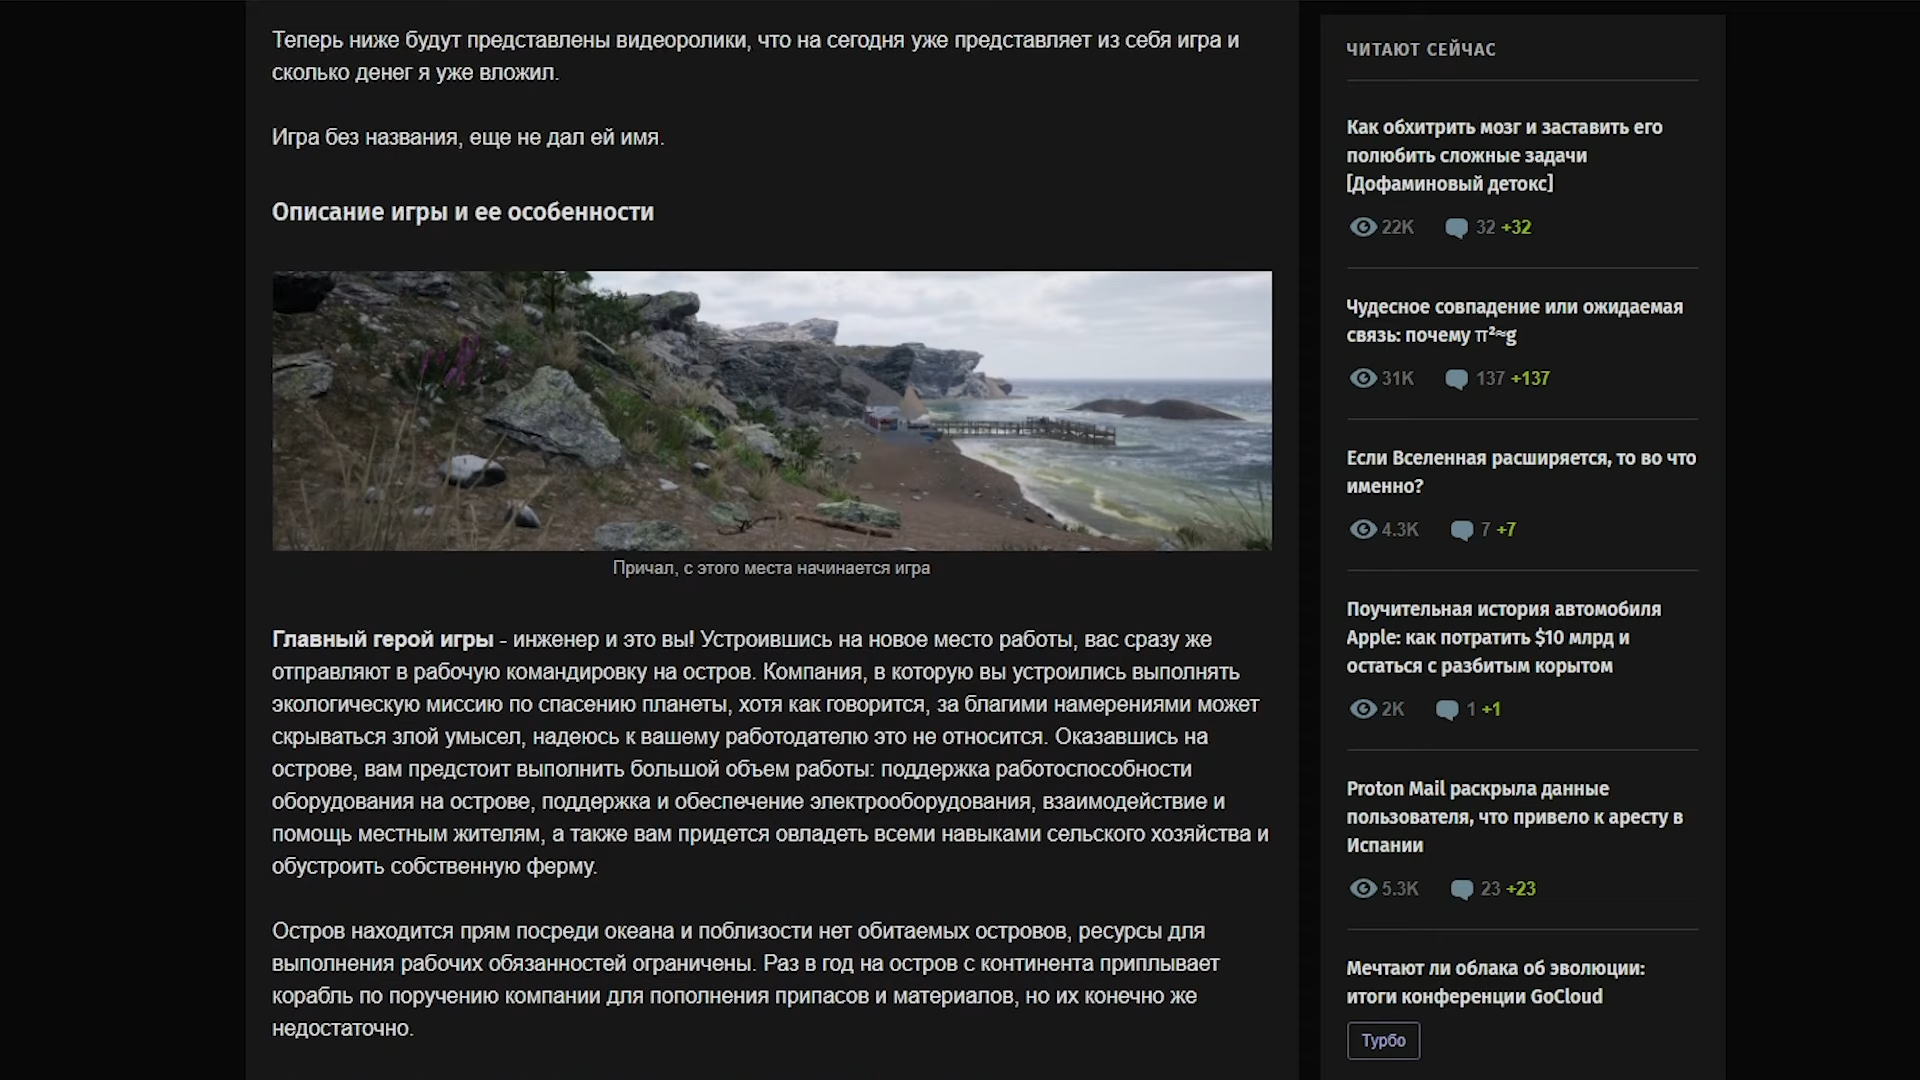 Теперь ниже будут представлены видеоролики, что на сегодня уже представляет из себя игра и
сколько денег я уже вложил.
Игра без названия, еще не дал ей имя.
Описание игры и ее особенности
Причал, с этого места начинается игра
Главный герой игры - инженер и это вы! Устроившись на новое место работы, вас сразу же
отправляют в рабочую командировку на остров. Компания, в которую вы устроились выполнять
экологическую миссию по спасению планеты, хотя как говорится, за благими намерениями может
скрываться злой умысел, надеюсь к вашему работодателю это не относится. Оказавшись на
острове, вам предстоит выполнить большой объем работы: поддержка работоспособности
оборудования на острове, поддержка и обеспечение электрооборудования, взаимодействие и
помощь местным жителям, а также вам придется овладеть всеми навыками сельского хозяйства и
обустроить собственную ферму.
Остров находится прям посреди океана и поблизости нет обитаемых островов, ресурсы для
выполнения рабочих обязанностей ограничены. Раз в год на остров с континента приплывает
корабль по поручению компании для пополнения припасов и материалов, но их конечно же
недостаточно.
ЧИТАЮТ СЕЙЧАС
Как обхитрить мозг и заставить его
полюбить сложные задачи
[Дофаминовый детокс]
22K 32 +32
Чудесное совпадение или ожидаемая
связь: почему π²≈g
31K 137 +137
Если Вселенная расширяется, то во что
именно?
4.3K 7 +7
Поучительная история автомобиля
Apple: как потратить $10 млрд и
остаться с разбитым корытом
2K 1 +1
Proton Mail раскрыла данные
пользователя, что привело к аресту в
Испании
5.3K 23 +23
Мечтают ли облака об эволюции:
итоги конференции GoCloud
Турбо